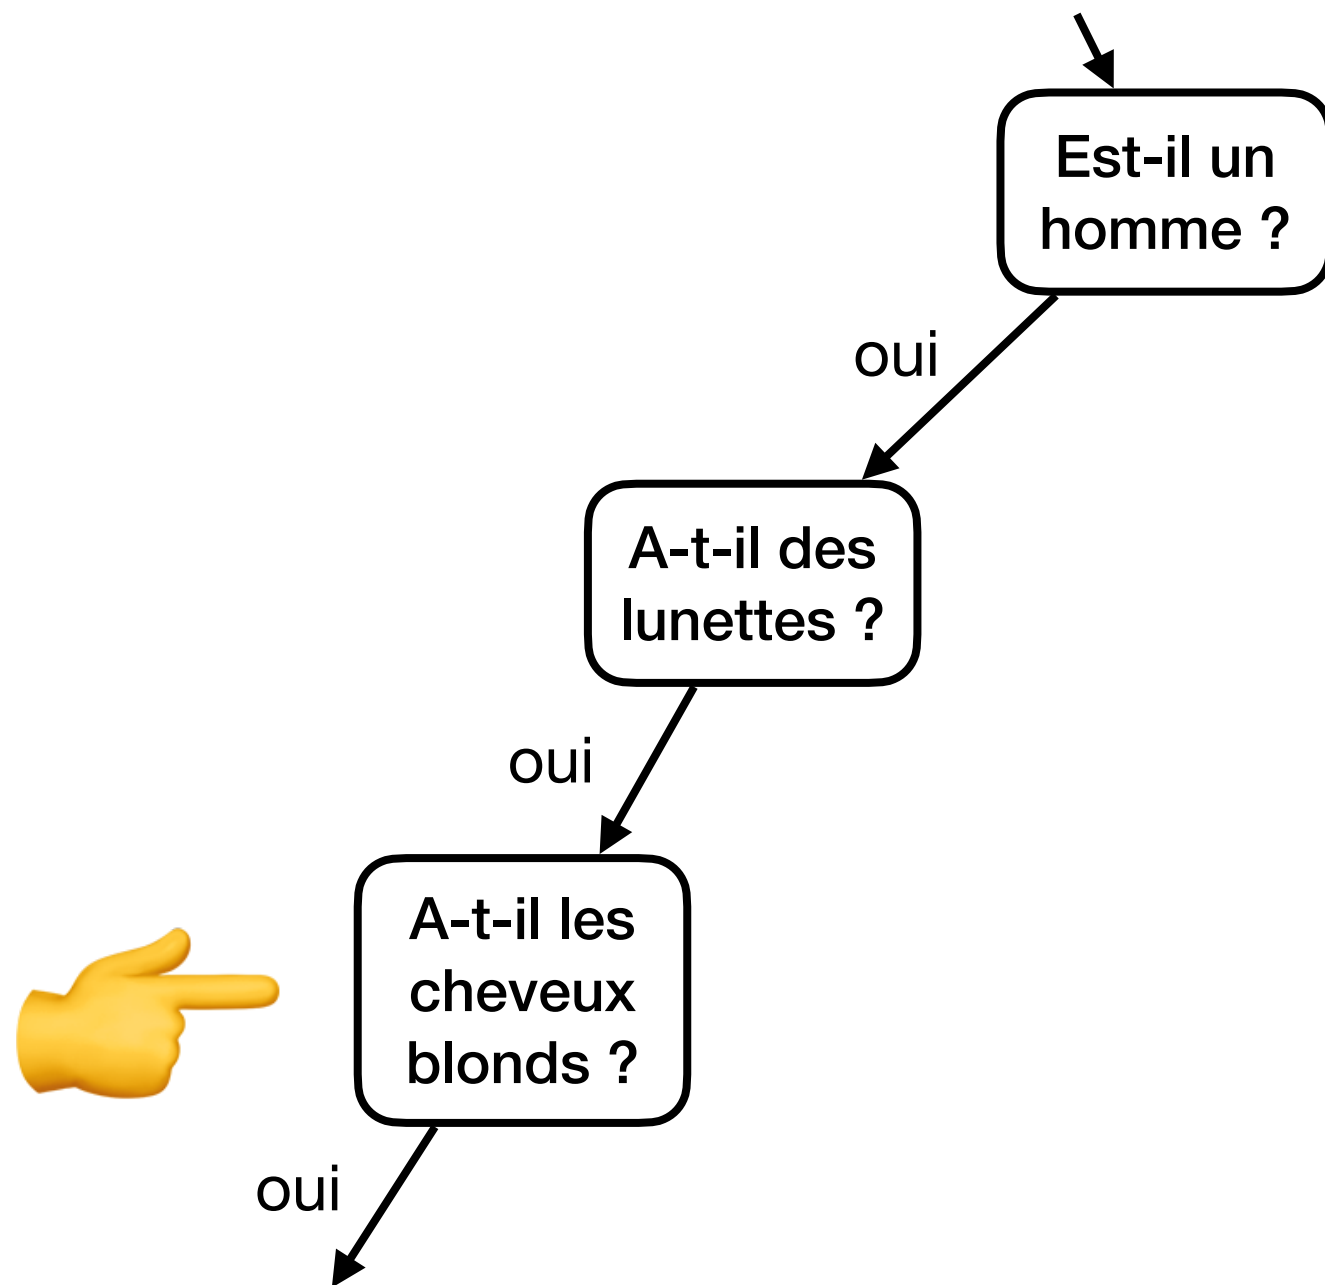 Est-il un
homme ?
oui
A-t-il des
lunettes ?
oui
A-t-il les
cheveux
blonds ?
oui